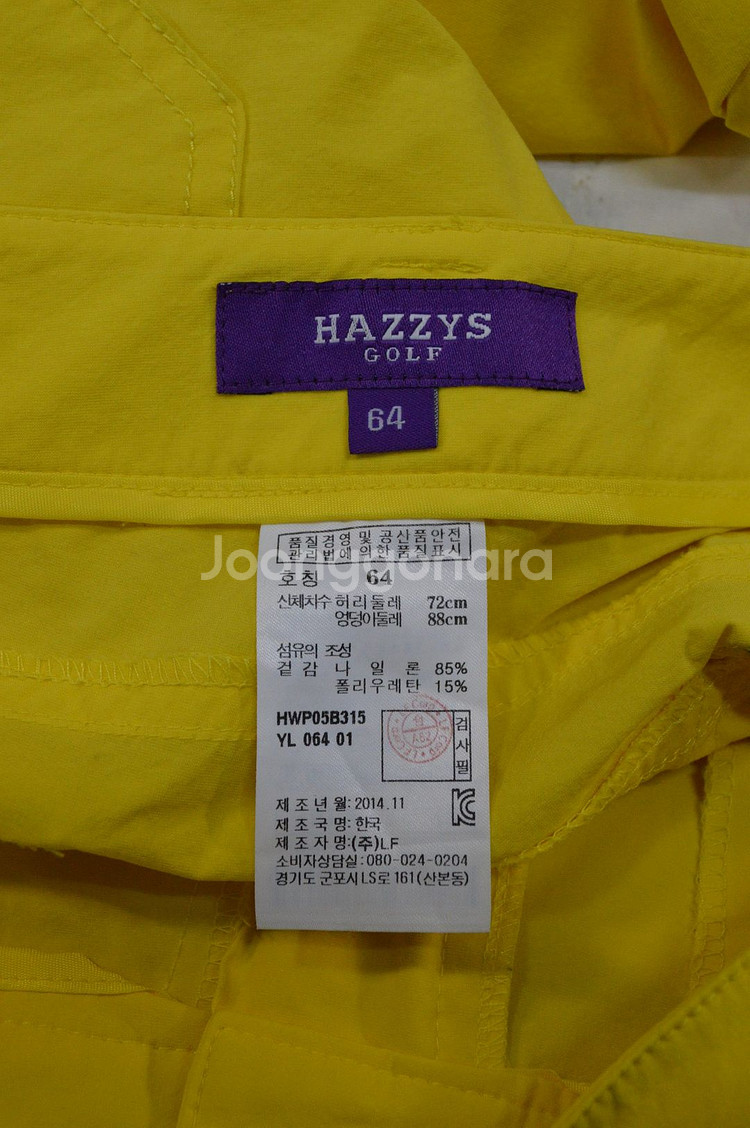 HAZZYS
GOLF
64
품질경영 및 공산품안전
관리법에 의한 품질표시
Joonggonara
호칭 64
신체치수 허리둘레 72cm
엉덩이둘레 88cm
섬유의 조성
겉감 나일론 85%
폴리우레탄 15%
HWP05B315
YL 064 01
검사필
제조년월: 2014.11
제조국명: 한국
제조자명: (주)LF
소비자상담실: 080-024-0204
경기도 군포시 LS로 161 (산본동)